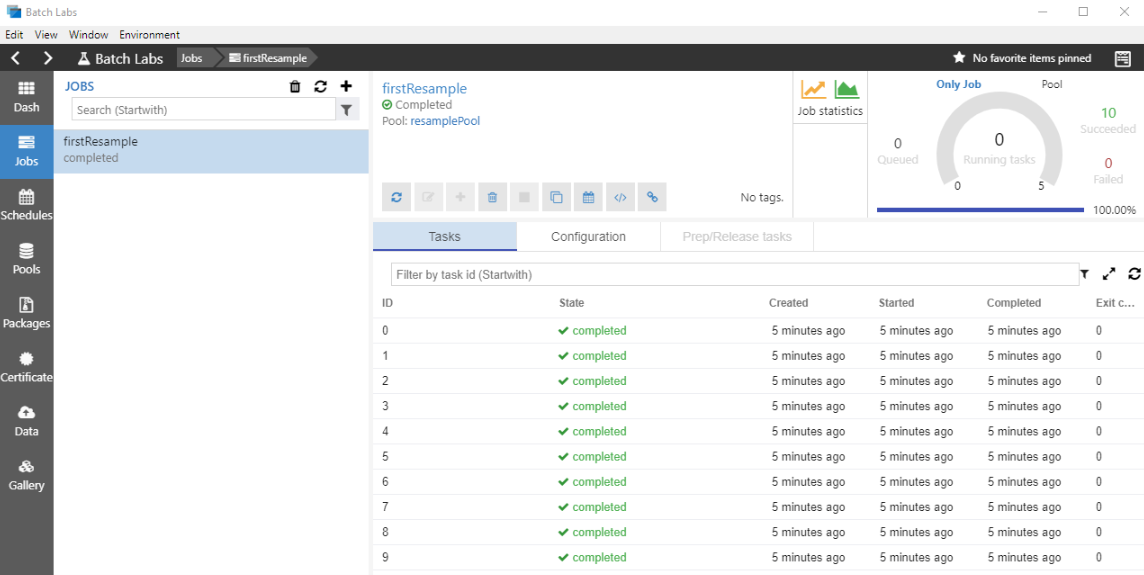 Batch Labs
Edit View Window Environment
Batch Labs Jobs firstResample No favorite items pinned
Dash
Jobs
Schedules
Pools
Packages
Certificate
Data
Gallery
JOBS
Search (Startwith)
firstResample
completed
firstResample
Completed
Pool: resamplePool
No tags.
Job statistics
Only Job Pool
0
Queued
0
Running tasks
0 5
10
Succeeded
0
Failed
100.00%
Tasks Configuration Prep/Release tasks
Filter by task id (Startwith)
ID State Created Started Completed Exit c...
0 completed 5 minutes ago 5 minutes ago 5 minutes ago 0
1 completed 5 minutes ago 5 minutes ago 5 minutes ago 0
2 completed 5 minutes ago 5 minutes ago 5 minutes ago 0
3 completed 5 minutes ago 5 minutes ago 5 minutes ago 0
4 completed 5 minutes ago 5 minutes ago 5 minutes ago 0
5 completed 5 minutes ago 5 minutes ago 5 minutes ago 0
6 completed 5 minutes ago 5 minutes ago 5 minutes ago 0
7 completed 5 minutes ago 5 minutes ago 5 minutes ago 0
8 completed 5 minutes ago 5 minutes ago 5 minutes ago 0
9 completed 5 minutes ago 5 minutes ago 5 minutes ago 0